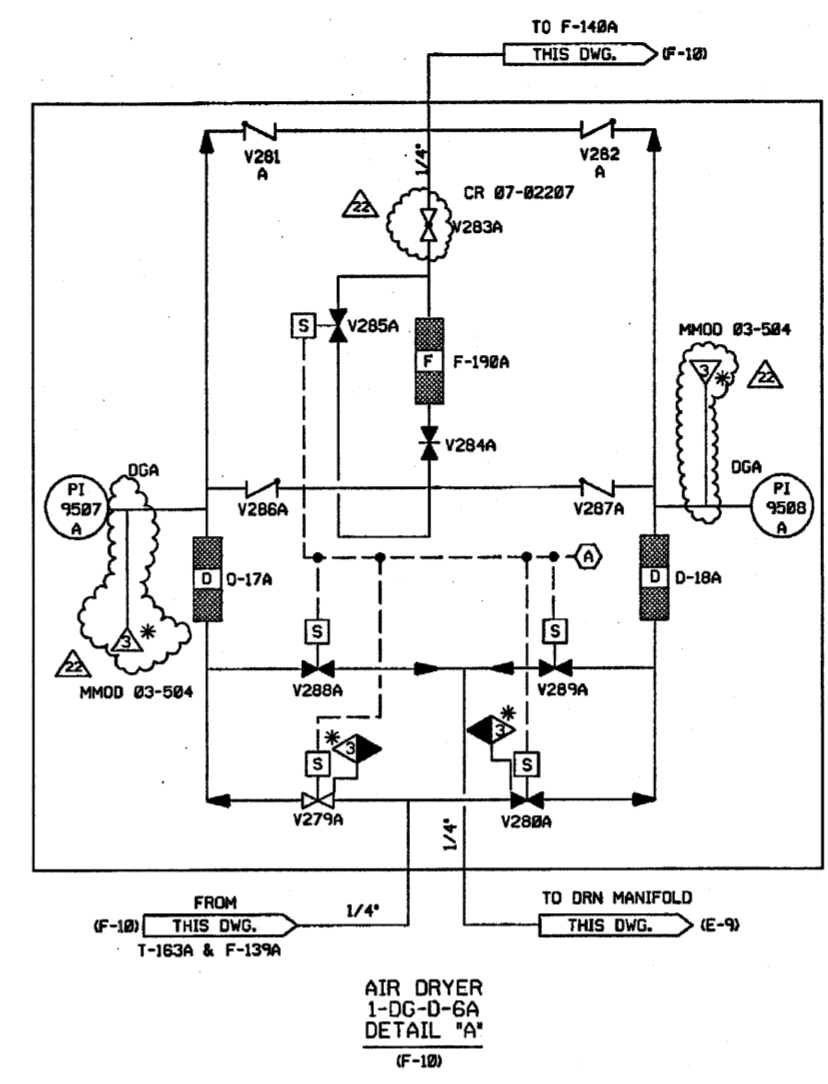 TO F-140A
THIS DWG.
(F-10)
V281
A
V282
A
1/4"
22
CR 07-02207
V283A
S
V285A
F
F-190A
MMOD 03-504
3
*
22
V284A
DGA
PI
9507
A
V286A
V287A
DGA
PI
9508
A
D
D-17A
A
D
D-18A
3
*
22
MMOD 03-504
S
S
V288A
V289A
*
3
*
3
S
S
V279A
V280A
1/4"
FROM
(F-10)
THIS DWG.
1/4"
T-163A & F-139A
TO DRN MANIFOLD
THIS DWG.
(E-9)
AIR DRYER
1-DG-D-6A
DETAIL "A"
(F-10)